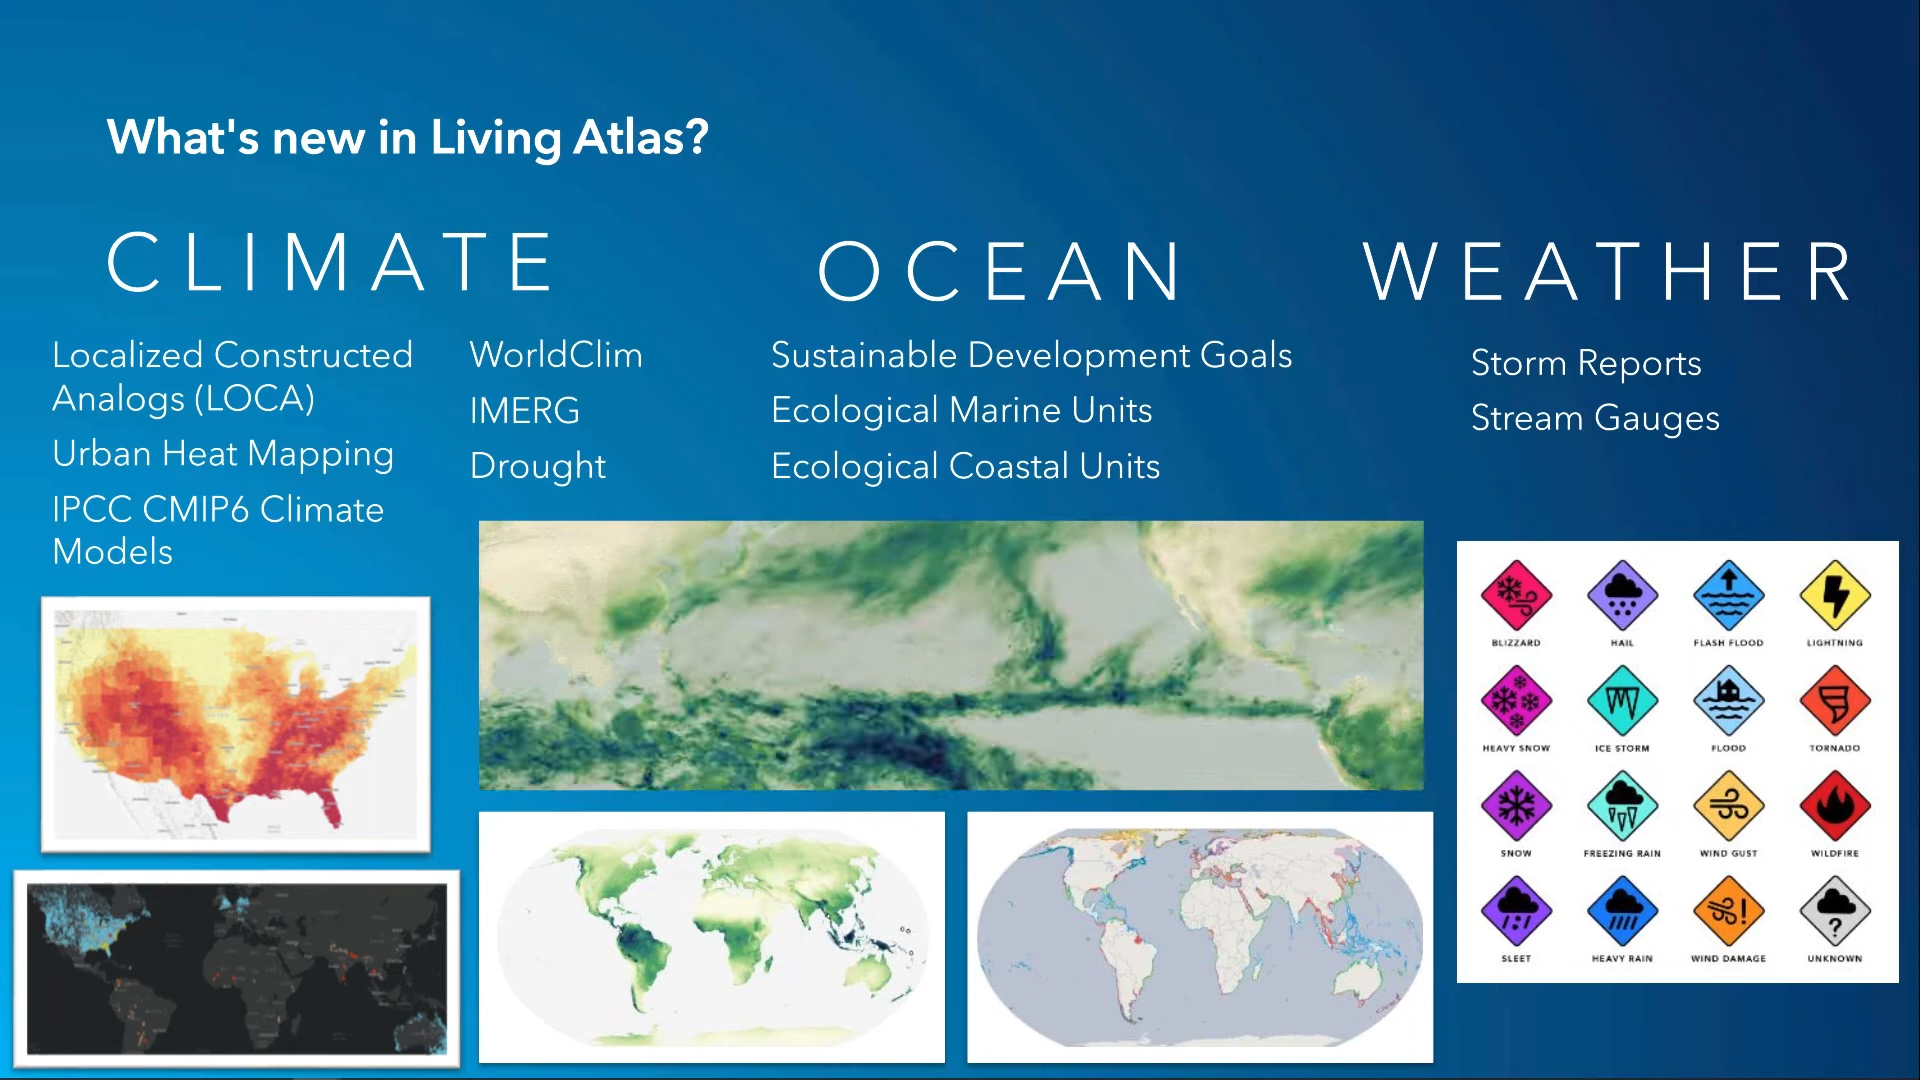 What's new in Living Atlas?
CLIMATE
Localized Constructed
Analogs (LOCA)
Urban Heat Mapping
IPCC CMIP6 Climate
Models
WorldClim
IMERG
Drought
OCEAN
Sustainable Development Goals
Ecological Marine Units
Ecological Coastal Units
WEATHER
Storm Reports
Stream Gauges
BLIZZARD
HAIL
FLASH FLOOD
LIGHTNING
HEAVY SNOW
ICE STORM
FLOOD
TORNADO
SNOW
FREEZING RAIN
WIND GUST
WILDFIRE
SLEET
HEAVY RAIN
WIND DAMAGE
UNKNOWN